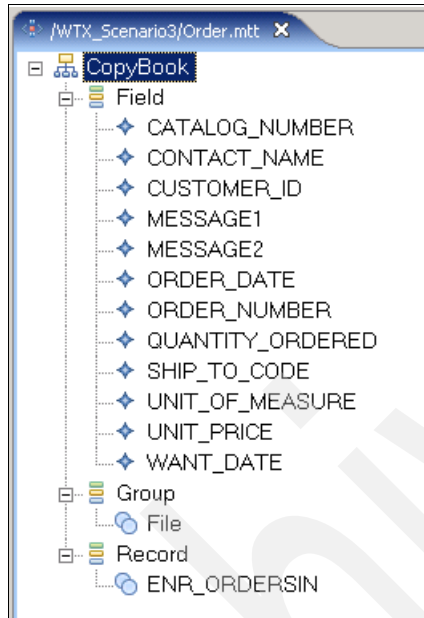 /WTX_Scenario3/Order.mtt
CopyBook
Field
CATALOG_NUMBER
CONTACT_NAME
CUSTOMER_ID
MESSAGE1
MESSAGE2
ORDER_DATE
ORDER_NUMBER
QUANTITY_ORDERED
SHIP_TO_CODE
UNIT_OF_MEASURE
UNIT_PRICE
WANT_DATE
Group
File
Record
ENR_ORDERSIN